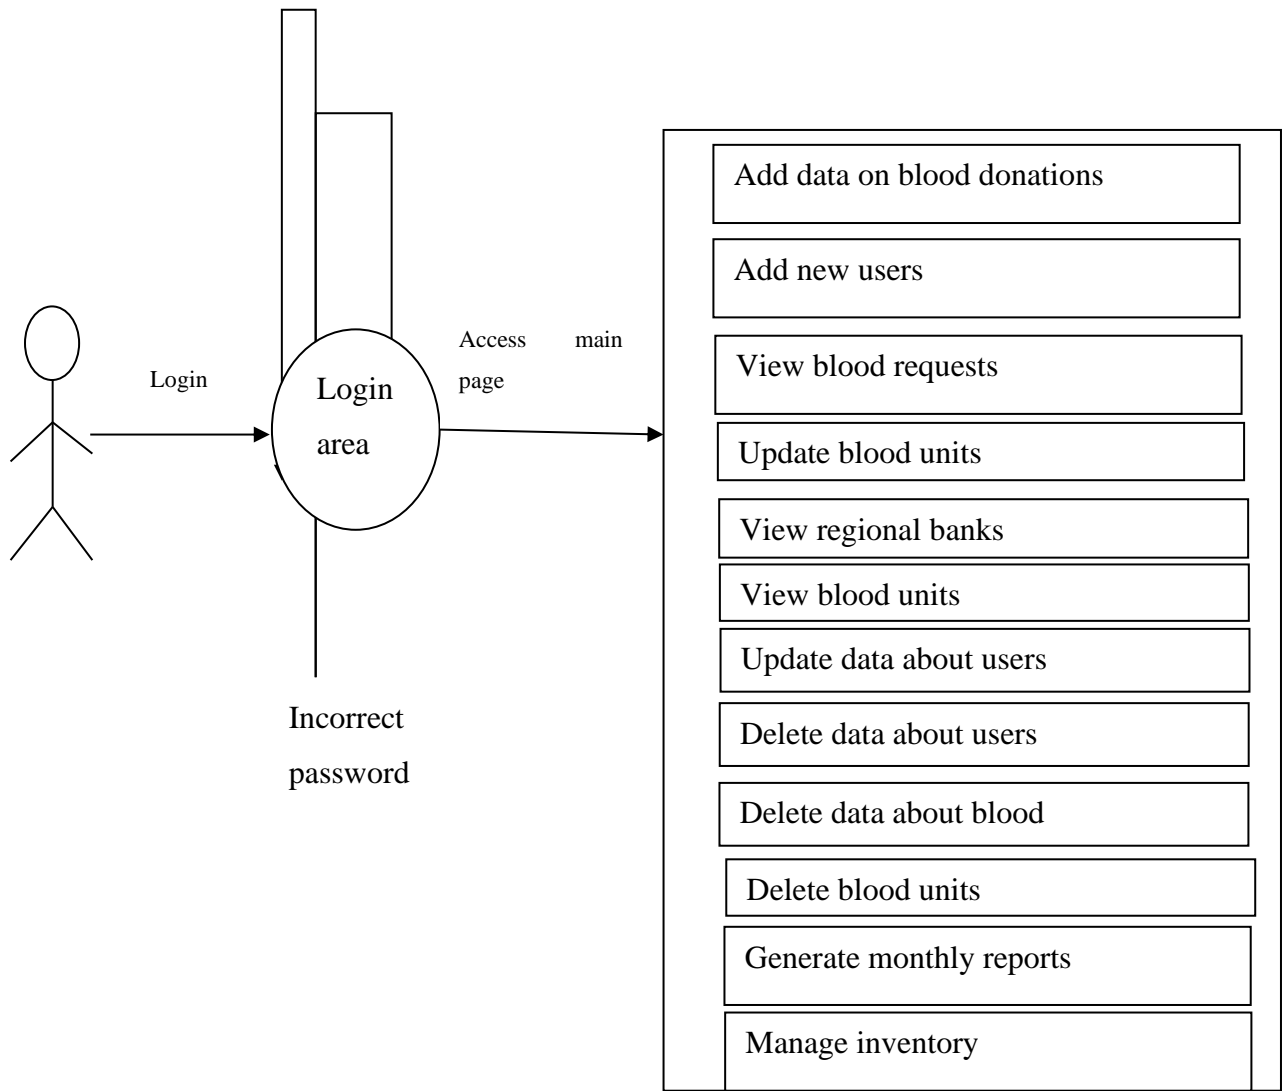 Login
Login
area
Incorrect
password
Access main
page
Add data on blood donations
Add new users
View blood requests
Update blood units
View regional banks
View blood units
Update data about users
Delete data about users
Delete data about blood
Delete blood units
Generate monthly reports
Manage inventory